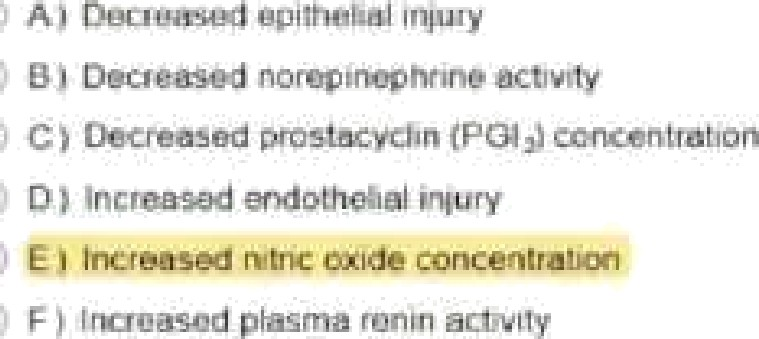 A) Decreased epithelial injury
B) Decreased norepinephrine activity
C) Decreased prostacyclin (PGI₂) concentration
D) Increased endothelial injury
E) Increased nitric oxide concentration
F) Increased plasma renin activity